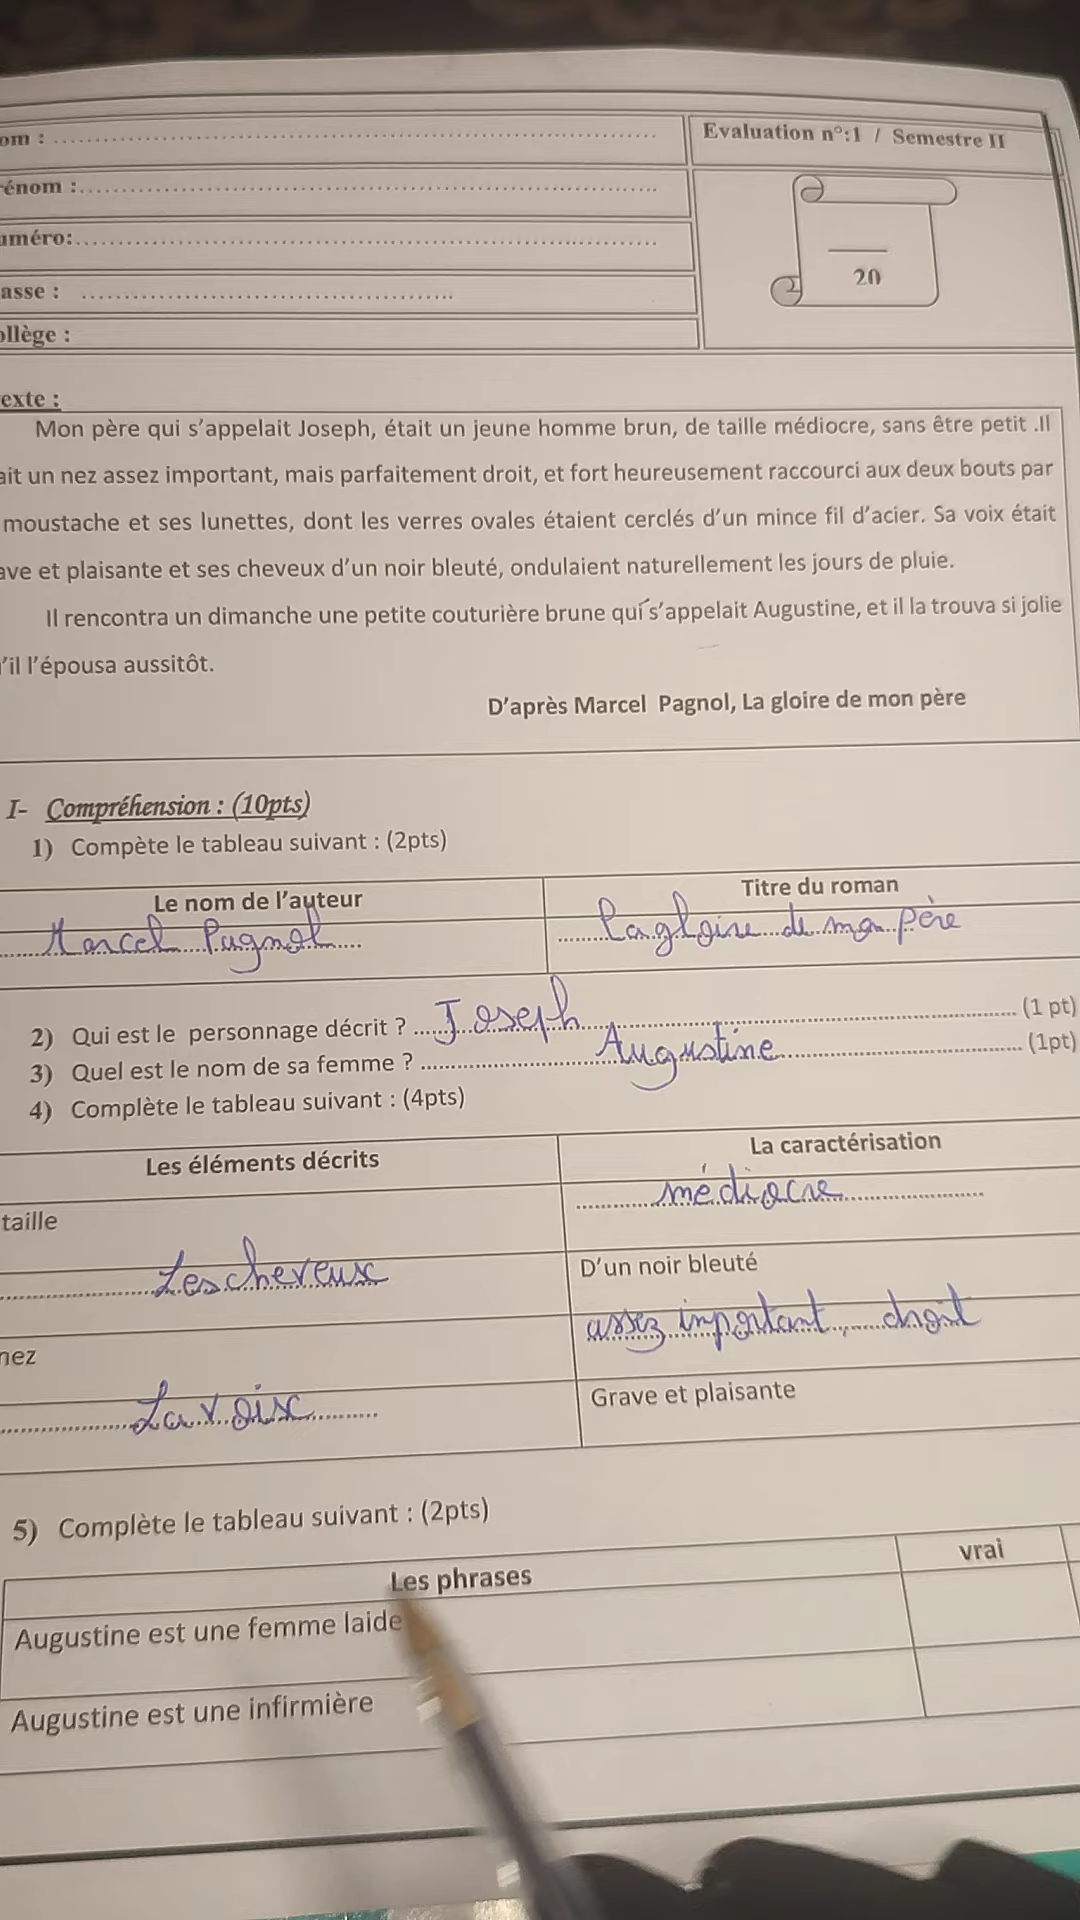 om : ........................................
Evaluation n°:1 / Semestre II
rénom :........................................
uméro:........................................
20
asse : ........................................
ollège :
exte :
Mon père qui s'appelait Joseph, était un jeune homme brun, de taille médiocre, sans être petit .Il
ait un nez assez important, mais parfaitement droit, et fort heureusement raccourci aux deux bouts par
moustache et ses lunettes, dont les verres ovales étaient cerclés d'un mince fil d'acier. Sa voix était
ave et plaisante et ses cheveux d'un noir bleuté, ondulaient naturellement les jours de pluie.
Il rencontra un dimanche une petite couturière brune qui s'appelait Augustine, et il la trouva si jolie
'il l'épousa aussitôt.
D'après Marcel Pagnol, La gloire de mon père
I- Compréhension : (10pts)
1) Compète le tableau suivant : (2pts)
Le nom de l'auteur
Titre du roman
Marcel Pagnol
La gloire de mon père
2) Qui est le personnage décrit ? Joseph (1 pt)
3) Quel est le nom de sa femme ? Augustine (1pt)
4) Complète le tableau suivant : (4pts)
Les éléments décrits
La caractérisation
taille
médiocre
Les cheveux
D'un noir bleuté
nez
assez important, droit
La voix
Grave et plaisante
5) Complète le tableau suivant : (2pts)
Les phrases
vrai
Augustine est une femme laide
Augustine est une infirmière